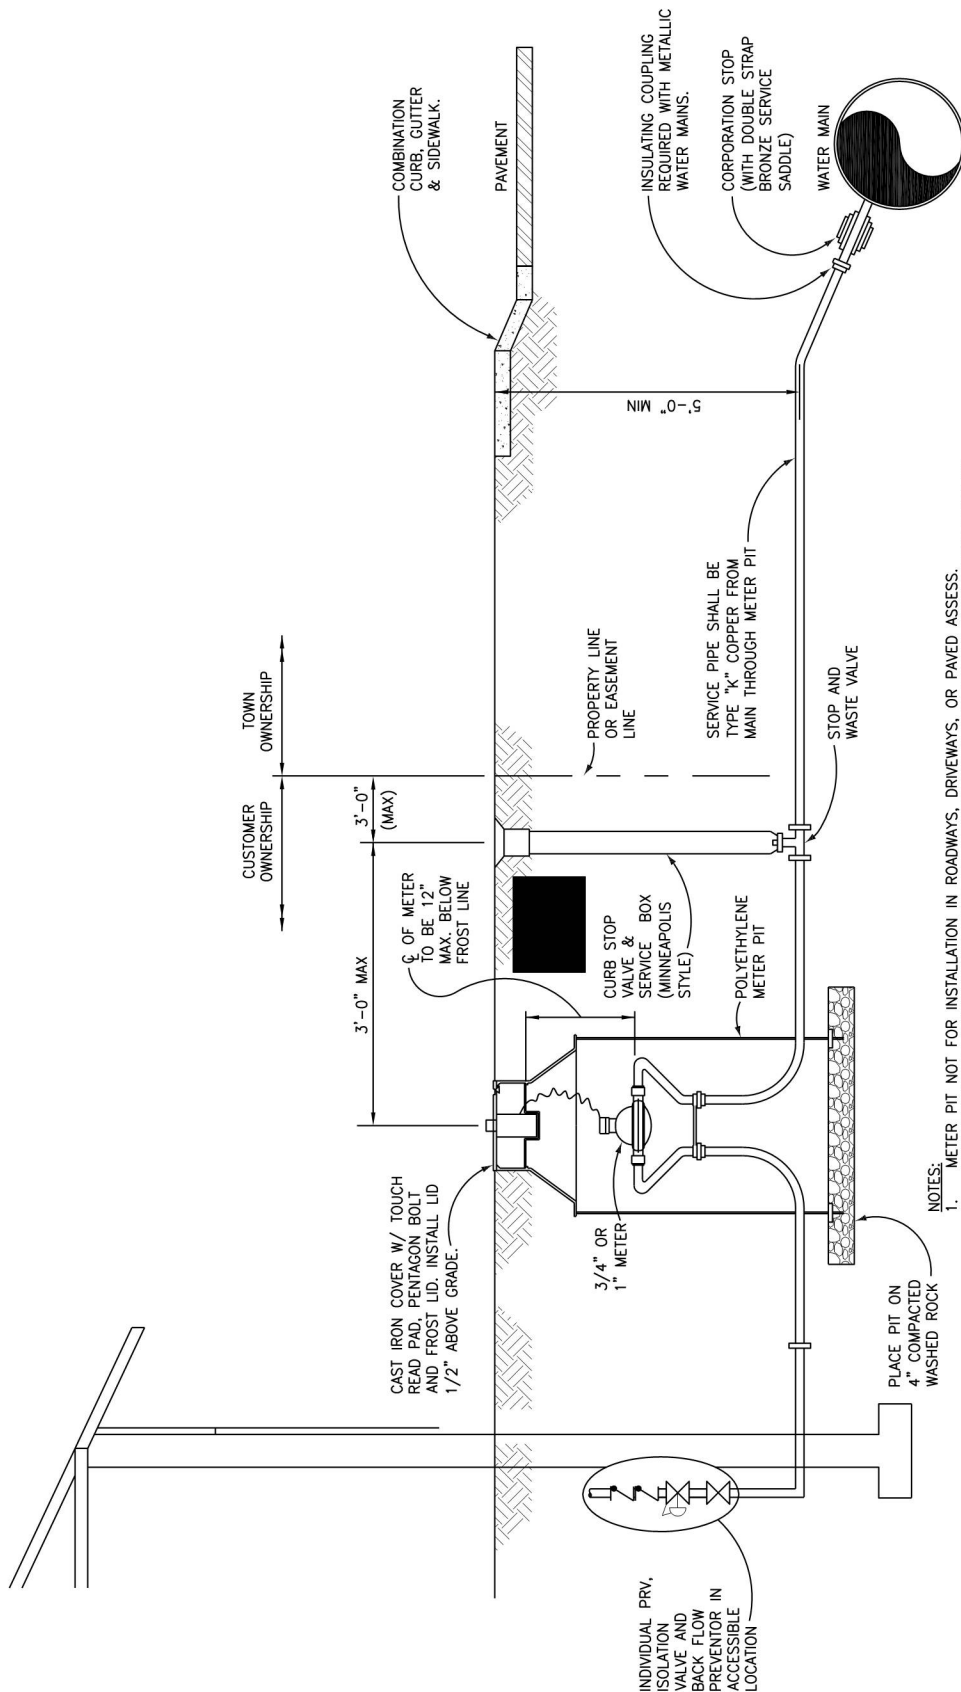 CUSTOMER
OWNERSHIP
TOWN
OWNERSHIP
3'-0" MAX
3'-0"
(MAX)
CAST IRON COVER W/ TOUCH
READ PAD, PENTAGON BOLT
AND FROST LID. INSTALL LID
1/2" ABOVE GRADE.
℄ OF METER
TO BE 12"
MAX. BELOW
FROST LINE
COMBINATION
CURB, GUTTER
& SIDEWALK.
PAVEMENT
3/4" OR
1" METER
CURB STOP
VALVE &
SERVICE BOX
(MINNEAPOLIS
STYLE)
PROPERTY LINE
OR EASEMENT
LINE
5'-0" MIN
INSULATING COUPLING
REQUIRED WITH METALLIC
WATER MAINS.
INDIVIDUAL PRV,
ISOLATION
VALVE AND
BACK FLOW
PREVENTOR IN
ACCESSIBLE
LOCATION
POLYETHYLENE
METER PIT
SERVICE PIPE SHALL BE
TYPE "K" COPPER FROM
MAIN THROUGH METER PIT
CORPORATION STOP
(WITH DOUBLE STRAP
BRONZE SERVICE
SADDLE)
WATER MAIN
STOP AND
WASTE VALVE
PLACE PIT ON
4" COMPACTED
WASHED ROCK
NOTES:
1. METER PIT NOT FOR INSTALLATION IN ROADWAYS, DRIVEWAYS, OR PAVED ASSESS.